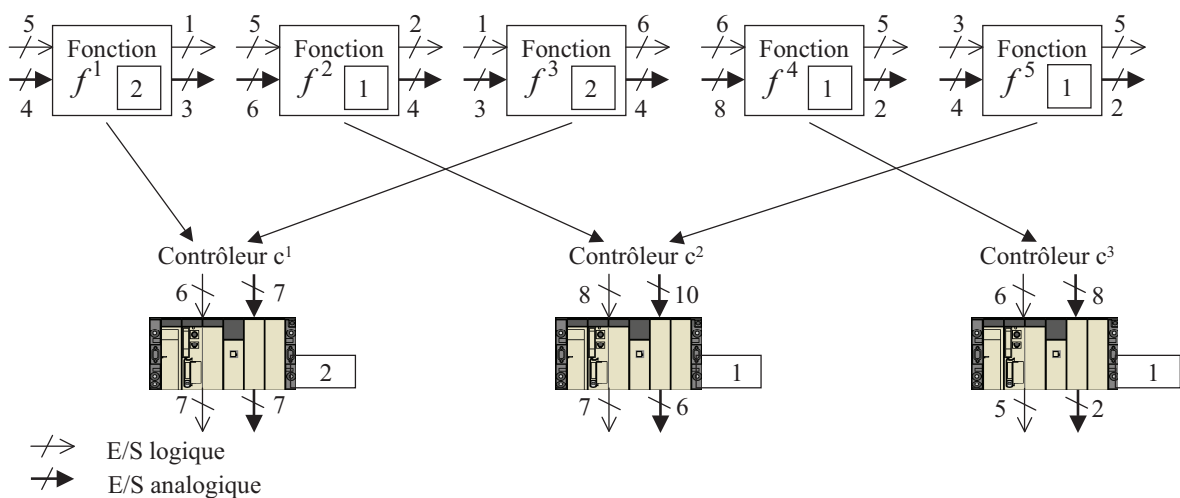 5 1 5 2 1 6 6 5 3 5
Fonction Fonction Fonction Fonction Fonction
f¹ 2 f² 1 f³ 2 f⁴ 1 f⁵ 1
4 3 6 4 3 4 8 2 4 2
Contrôleur c¹ Contrôleur c² Contrôleur c³
6 7 8 10 6 8
2 1 1
7 7 7 6 5 2
E/S logique
E/S analogique